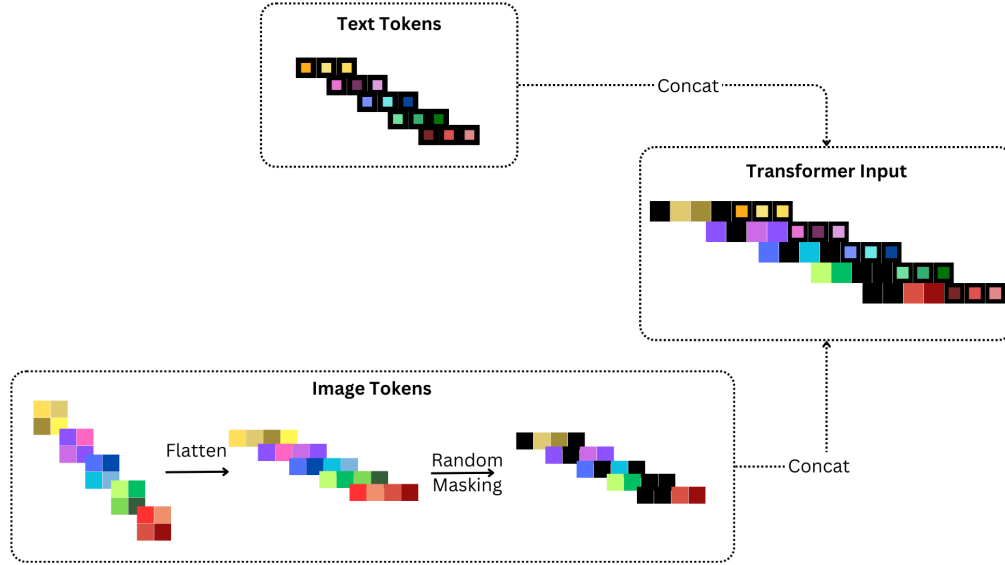 Text Tokens
Concat
Transformer Input
Image Tokens
Flatten
Random
Masking
Concat